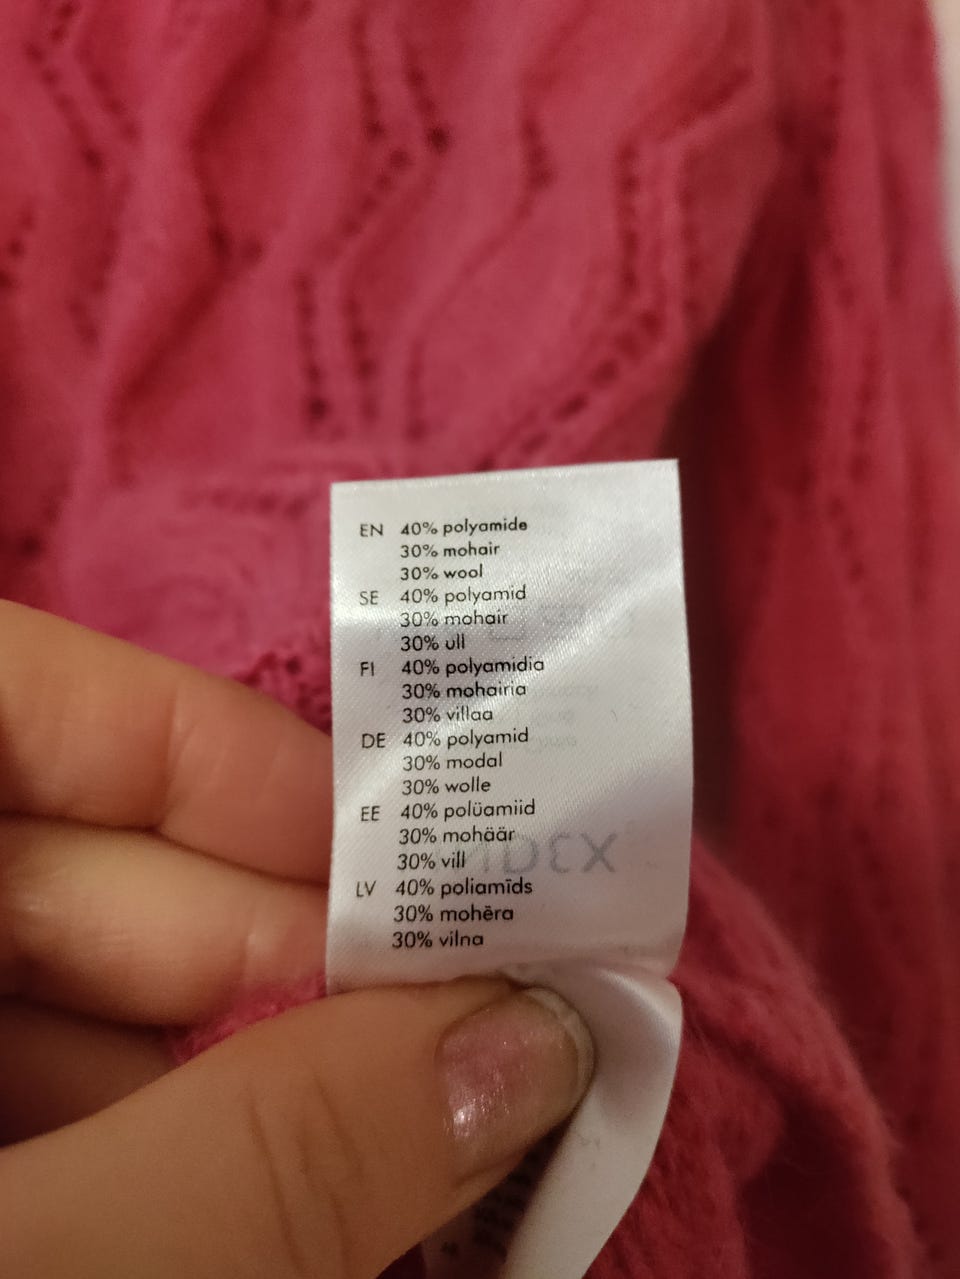 EN 40% polyamide
30% mohair
30% wool
SE 40% polyamid
30% mohair
30% ull
FI 40% polyamidia
30% mohairia
30% villaa
DE 40% polyamid
30% modal
30% wolle
EE 40% polüamiid
30% mohäär
30% vill
LV 40% poliamīds
30% mohēra
30% vilna